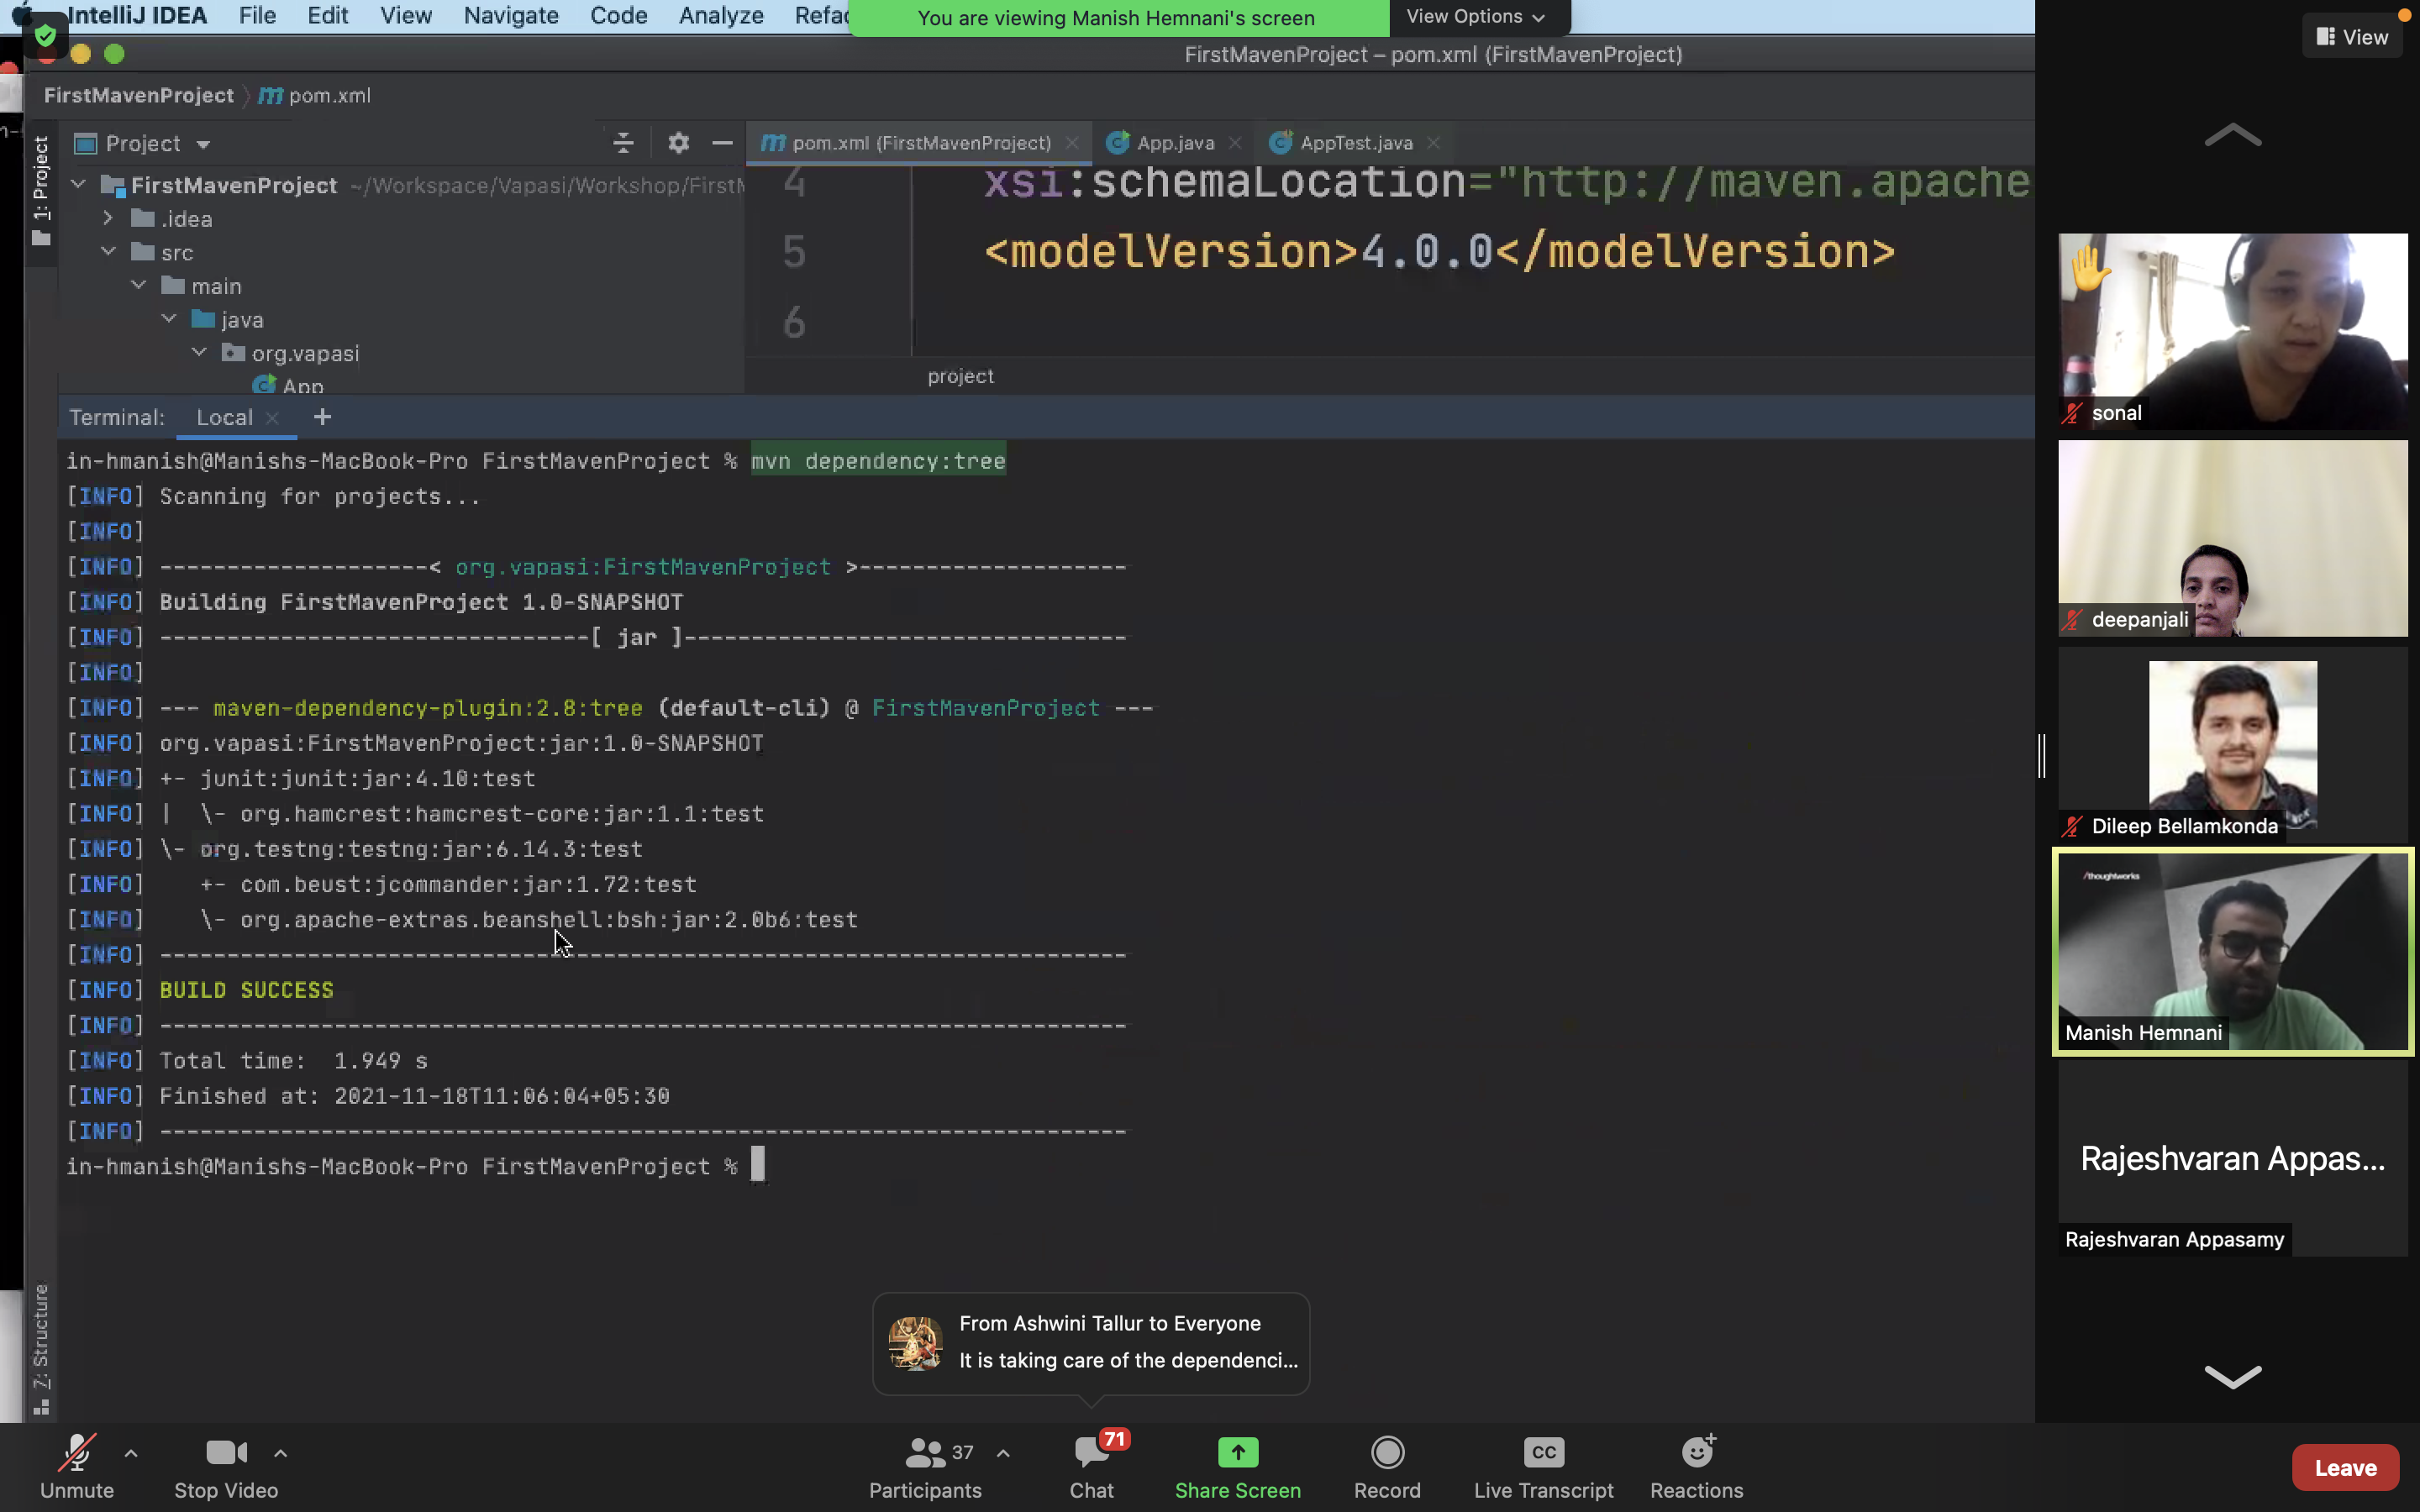 IntelliJ IDEA File Edit View Navigate Code Analyze Refac
You are viewing Manish Hemnani's screen View Options
View
FirstMavenProject – pom.xml (FirstMavenProject)
FirstMavenProject pom.xml
1: Project
Project
pom.xml (FirstMavenProject) App.java AppTest.java
FirstMavenProject ~/Workspace/Vapasi/Workshop/FirstM
.idea
src
main
java
org.vapasi
App
4 xsi:schemaLocation="http://maven.apache
5 <modelVersion>4.0.0</modelVersion>
6
project
Terminal: Local +
in-hmanish@Manishs-MacBook-Pro FirstMavenProject % mvn dependency:tree
[INFO] Scanning for projects...
[INFO]
[INFO] --------------------< org.vapasi:FirstMavenProject >--------------------
[INFO] Building FirstMavenProject 1.0-SNAPSHOT
[INFO] --------------------------------[ jar ]---------------------------------
[INFO]
[INFO] --- maven-dependency-plugin:2.8:tree (default-cli) @ FirstMavenProject ---
[INFO] org.vapasi:FirstMavenProject:jar:1.0-SNAPSHOT
[INFO] +- junit:junit:jar:4.10:test
[INFO] |  \- org.hamcrest:hamcrest-core:jar:1.1:test
[INFO] \- org.testng:testng:jar:6.14.3:test
[INFO]    +- com.beust:jcommander:jar:1.72:test
[INFO]    \- org.apache-extras.beanshell:bsh:jar:2.0b6:test
[INFO] ------------------------------------------------------------------------
[INFO] BUILD SUCCESS
[INFO] ------------------------------------------------------------------------
[INFO] Total time:  1.949 s
[INFO] Finished at: 2021-11-18T11:06:04+05:30
[INFO] ------------------------------------------------------------------------
in-hmanish@Manishs-MacBook-Pro FirstMavenProject %
7: Structure
sonal
deepanjali
Dileep Bellamkonda
/thoughtworks
Manish Hemnani
Rajeshvaran Appas...
Rajeshvaran Appasamy
From Ashwini Tallur to Everyone
It is taking care of the dependenci...
Unmute
Stop Video
37
Participants
71
Chat
Share Screen
Record
CC
Live Transcript
Reactions
Leave